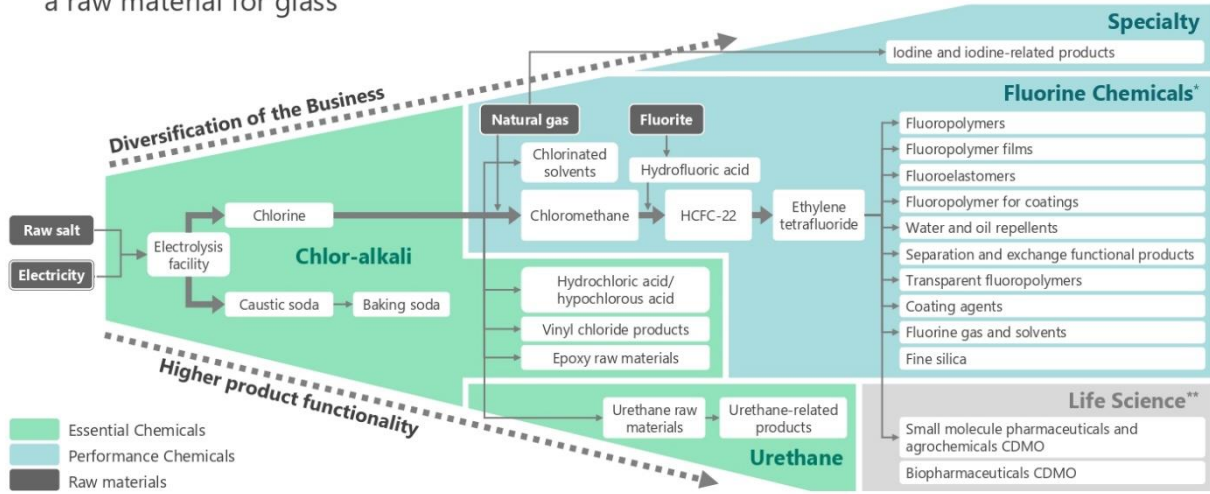 a raw material for glass
Specialty
Iodine and iodine-related products
Diversification of the Business
Fluorine Chemicals*
Natural gas
Fluorite
Fluoropolymers
Fluoropolymer films
Fluoroelastomers
Fluoropolymer for coatings
Water and oil repellents
Separation and exchange functional products
Transparent fluoropolymers
Coating agents
Fluorine gas and solvents
Fine silica
Chlorinated
solvents
Hydrofluoric acid
Raw salt
Electricity
Electrolysis
facility
Chlorine
Chloromethane
HCFC-22
Ethylene
tetrafluoride
Chlor-alkali
Caustic soda
Baking soda
Hydrochloric acid/
hypochlorous acid
Vinyl chloride products
Epoxy raw materials
Higher product functionality
Urethane raw
materials
Urethane-related
products
Urethane
Life Science**
Small molecule pharmaceuticals and
agrochemicals CDMO
Biopharmaceuticals CDMO
Essential Chemicals
Performance Chemicals
Raw materials